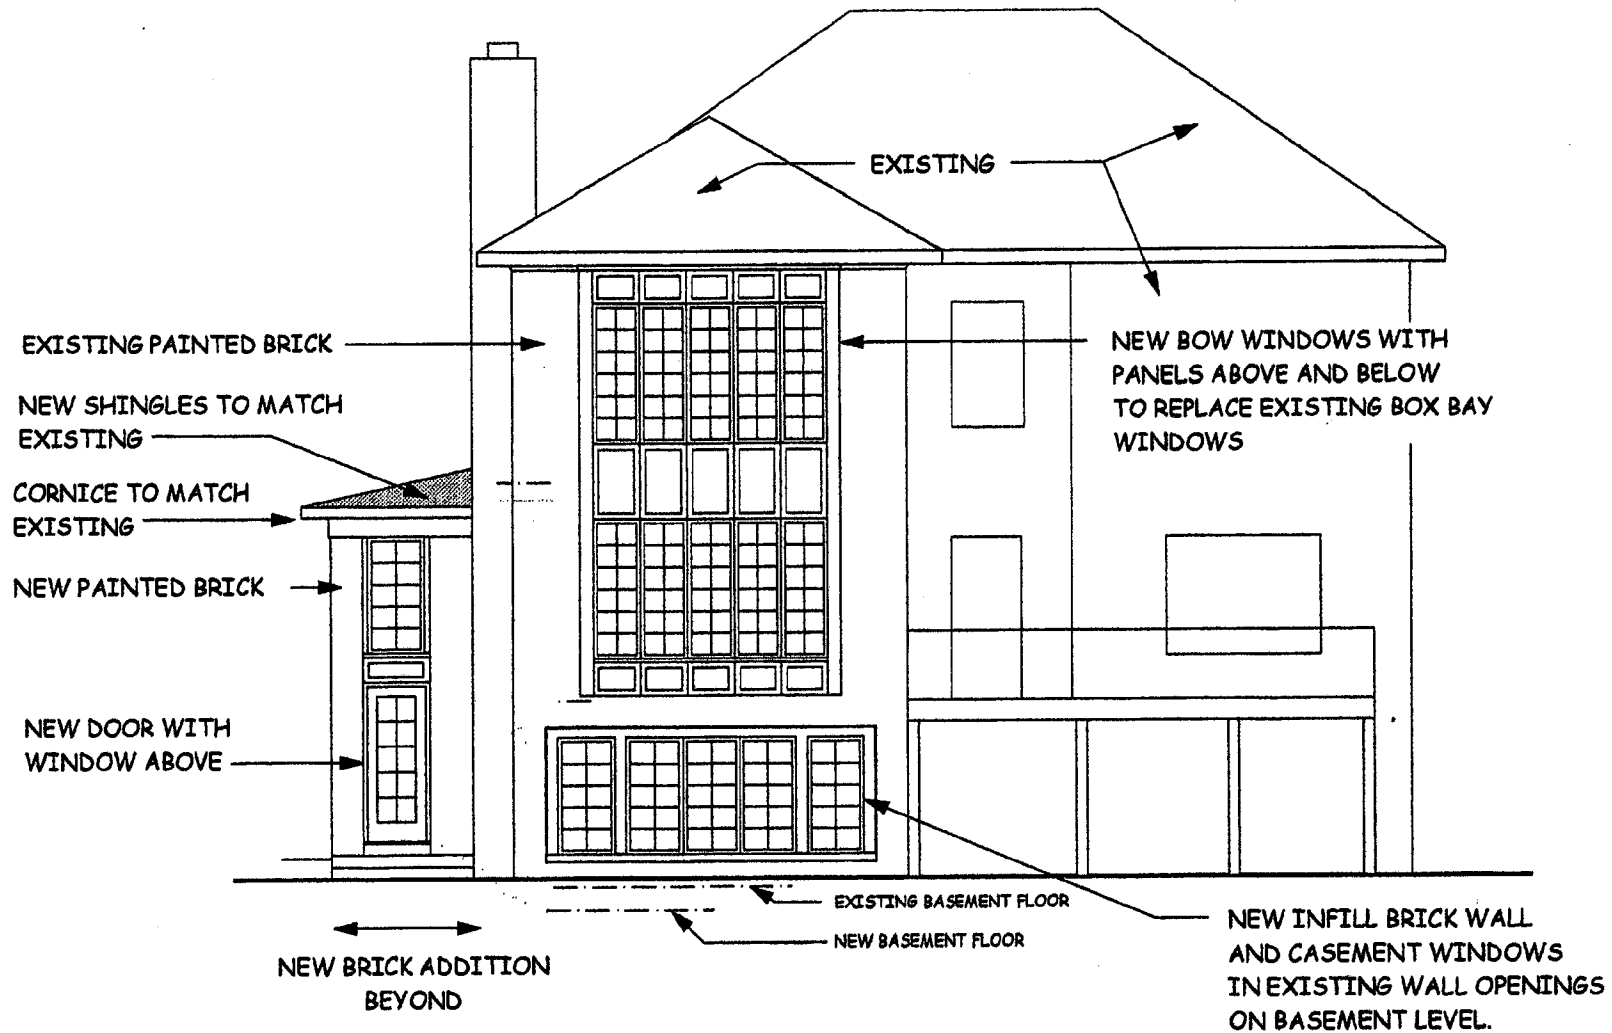 EXISTING
EXISTING PAINTED BRICK
NEW SHINGLES TO MATCH
EXISTING
CORNICE TO MATCH
EXISTING
NEW PAINTED BRICK
NEW DOOR WITH
WINDOW ABOVE
NEW BOW WINDOWS WITH
PANELS ABOVE AND BELOW
TO REPLACE EXISTING BOX BAY
WINDOWS
EXISTING BASEMENT FLOOR
NEW BASEMENT FLOOR
NEW BRICK ADDITION
BEYOND
NEW INFILL BRICK WALL
AND CASEMENT WINDOWS
IN EXISTING WALL OPENINGS
ON BASEMENT LEVEL.